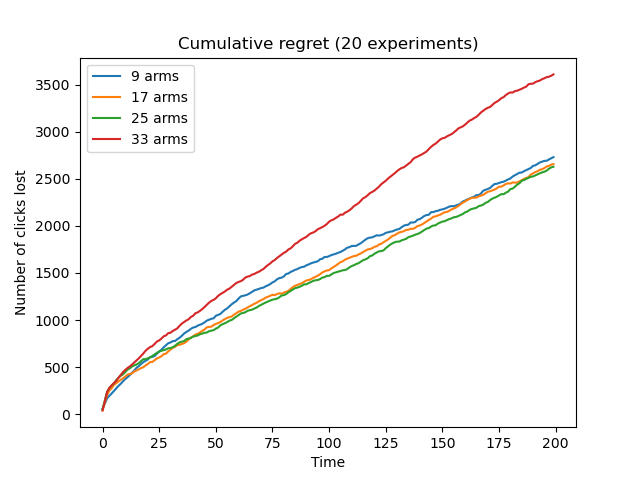 Cumulative regret (20 experiments)
9 arms
17 arms
25 arms
33 arms
Number of clicks lost
3500
3000
2500
2000
1500
1000
500
0
0 25 50 75 100 125 150 175 200
Time